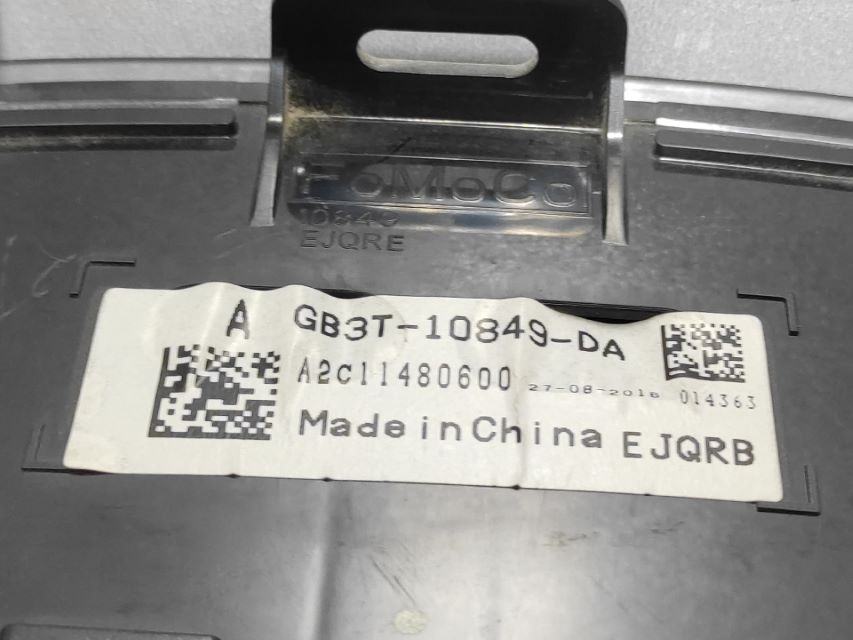 FoMoCo
10849
EJQRE
A GB3T-10849-DA
A2C11480600 27-08-2016 014363
Made in China EJQRB